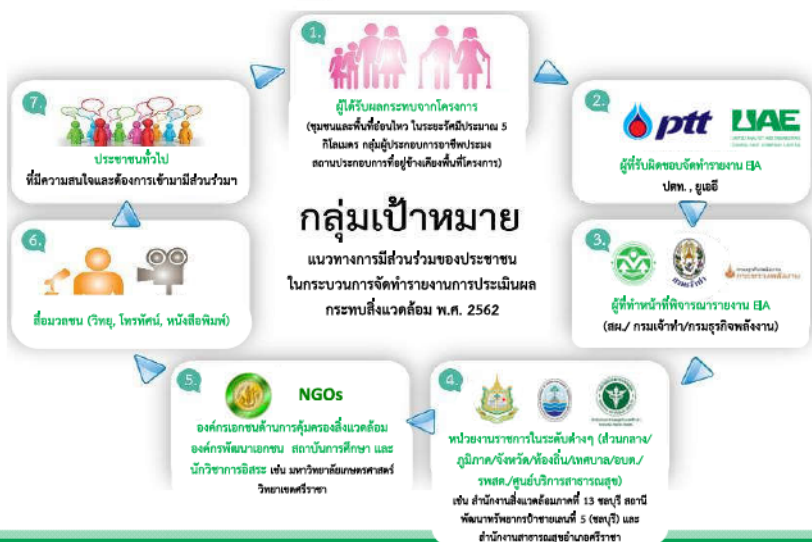 1.
ผู้ได้รับผลกระทบจากโครงการ
(ชุมชนและพื้นที่อ่อนไหว ในระยะรัศมีประมาณ 5
กิโลเมตร กลุ่มผู้ประกอบการอาชีพประมง
สถานประกอบการที่อยู่ข้างเคียงพื้นที่โครงการ)
2.
ptt
UAE
ผู้ที่รับผิดชอบจัดทำรายงาน EIA
ปตท. , ยูเออี
3.
ผู้ที่ทำหน้าที่พิจารณารายงาน EIA
(สผ./ กรมเจ้าท่า/กรมธุรกิจพลังงาน)
4.
หน่วยงานราชการในระดับต่างๆ (ส่วนกลาง/
ภูมิภาค/จังหวัด/ท้องถิ่น/เทศบาล/อบต./
รพสต./ศูนย์บริการสาธารณสุข)
เช่น สำนักงานสิ่งแวดล้อมภาคที่ 13 ชลบุรี สถานี
พัฒนาทรัพยากรป่าชายเลนที่ 5 (ชลบุรี) และ
สำนักงานสาธารณสุขอำเภอศรีราชา
5.
NGOs
องค์กรเอกชนด้านการคุ้มครองสิ่งแวดล้อม
องค์กรพัฒนาเอกชน สถาบันการศึกษา และ
นักวิชาการอิสระ เช่น มหาวิทยาลัยเกษตรศาสตร์
วิทยาเขตศรีราชา
6.
สื่อมวลชน (วิทยุ, โทรทัศน์, หนังสือพิมพ์)
7.
ประชาชนทั่วไป
ที่มีความสนใจและต้องการเข้ามามีส่วนร่วมฯ
กลุ่มเป้าหมาย
แนวทางการมีส่วนร่วมของประชาชน
ในกระบวนการจัดทำรายงานการประเมินผล
กระทบสิ่งแวดล้อม พ.ศ. 2562